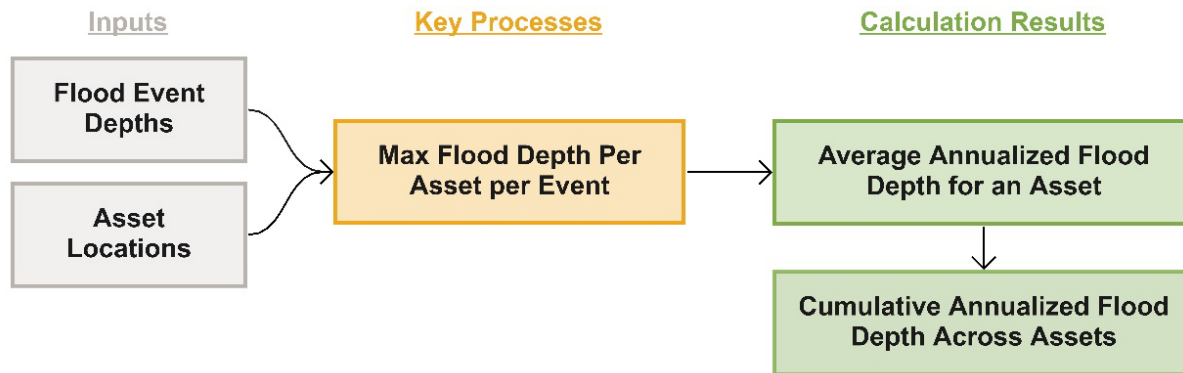 Inputs
Key Processes
Calculation Results
Flood Event
Depths
Asset
Locations
Max Flood Depth Per
Asset per Event
Average Annualized Flood
Depth for an Asset
Cumulative Annualized Flood
Depth Across Assets